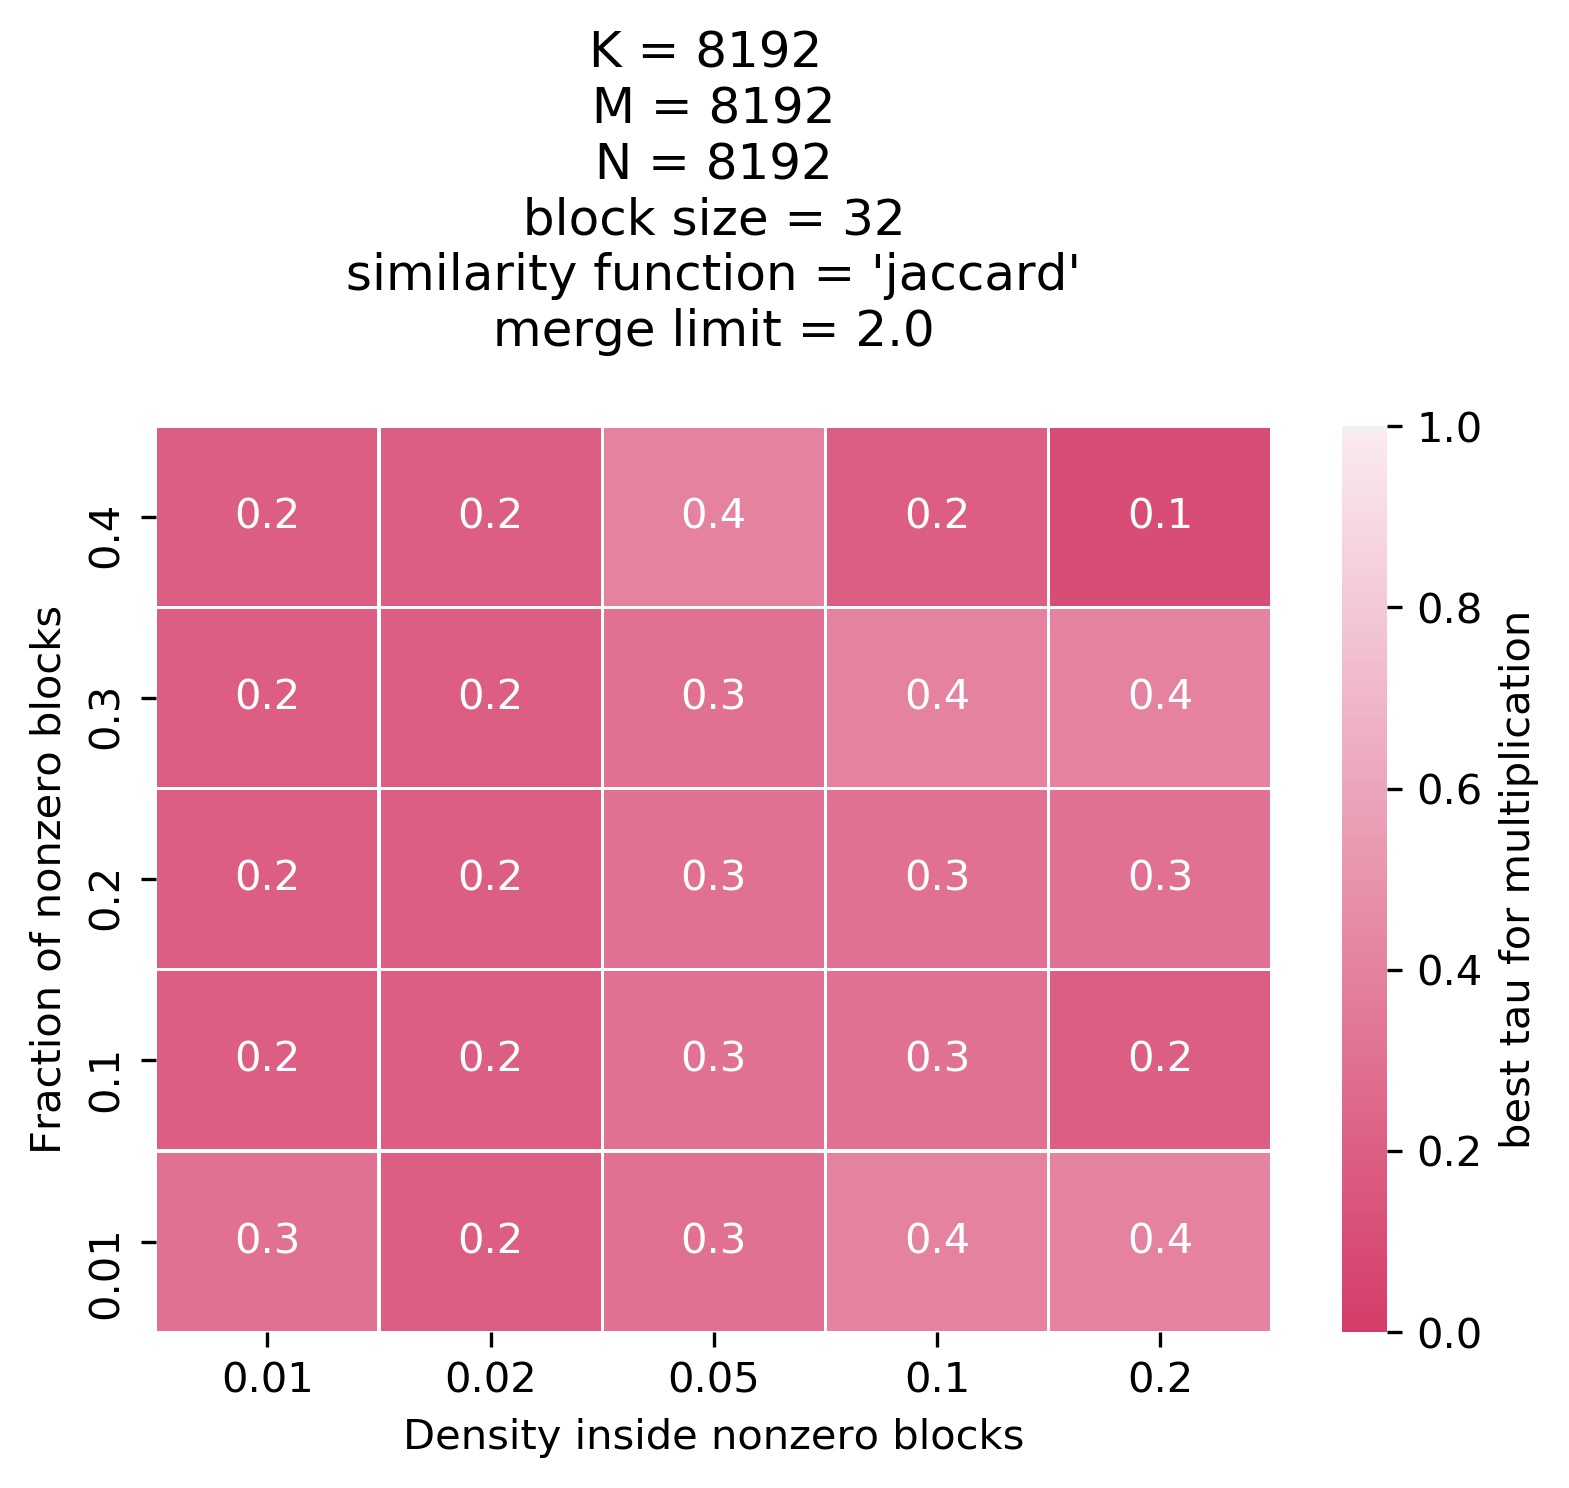 K = 8192
M = 8192
N = 8192
block size = 32
similarity function = 'jaccard'
merge limit = 2.0
Fraction of nonzero blocks
0.4
0.2 0.2 0.4 0.2 0.1
0.3
0.2 0.2 0.3 0.4 0.4
0.2
0.2 0.2 0.3 0.3 0.3
0.1
0.2 0.2 0.3 0.3 0.2
0.01
0.3 0.2 0.3 0.4 0.4
0.01 0.02 0.05 0.1 0.2
Density inside nonzero blocks
1.0
0.8
0.6
0.4
0.2
0.0
best tau for multiplication